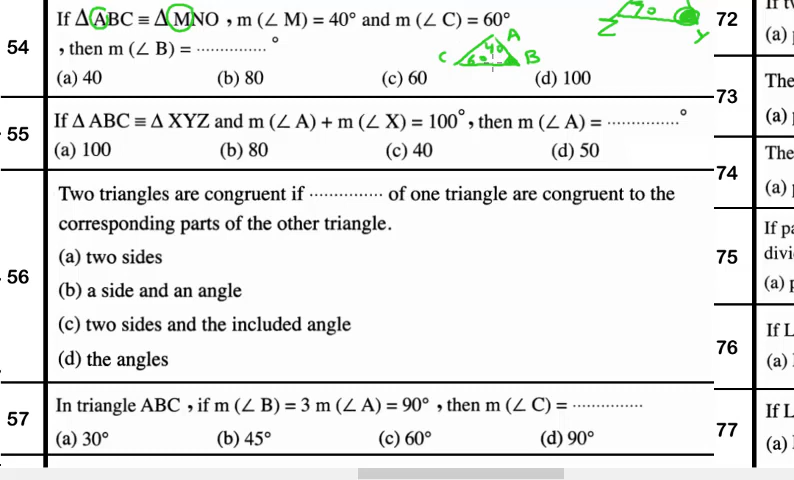 54
If Δ ABC ≡ Δ MNO , m (∠ M) = 40° and m (∠ C) = 60°
, then m (∠ B) = ............... °
(a) 40 (b) 80 (c) 60 (d) 100
A
C 60 40 B
55
If Δ ABC ≡ Δ XYZ and m (∠ A) + m (∠ X) = 100° , then m (∠ A) = ............... °
(a) 100 (b) 80 (c) 40 (d) 50
56
Two triangles are congruent if ............... of one triangle are congruent to the
corresponding parts of the other triangle.
(a) two sides
(b) a side and an angle
(c) two sides and the included angle
(d) the angles
57
In triangle ABC , if m (∠ B) = 3 m (∠ A) = 90° , then m (∠ C) = ...............
(a) 30° (b) 45° (c) 60° (d) 90°
Z Y
72
(a)
73
The
(a)
74
The
(a)
75
If pa
divi
(a)
76
If L
(a)
77
If L
(a)